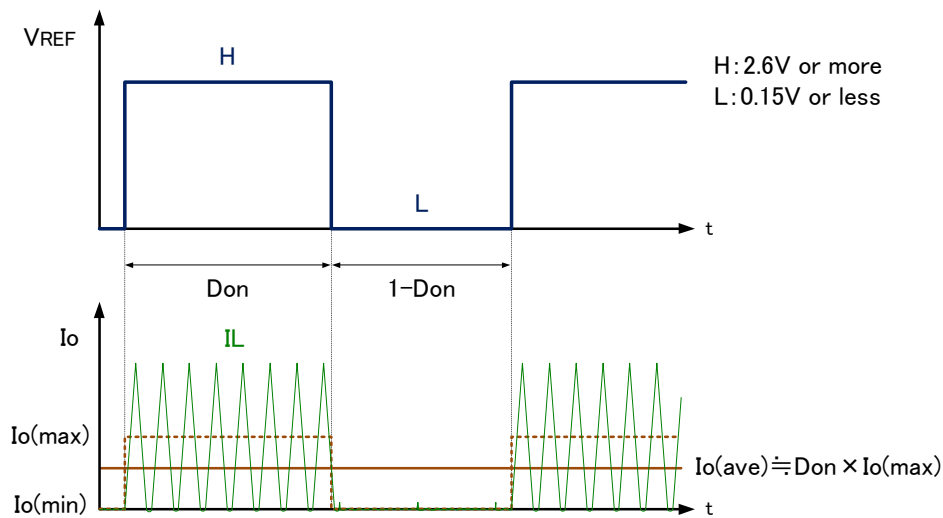 VREF
H
H:2.6V or more
L:0.15V or less
L
t
Don
1-Don
Io
IL
Io(max)
Io(ave)≒Don×Io(max)
Io(min)
t